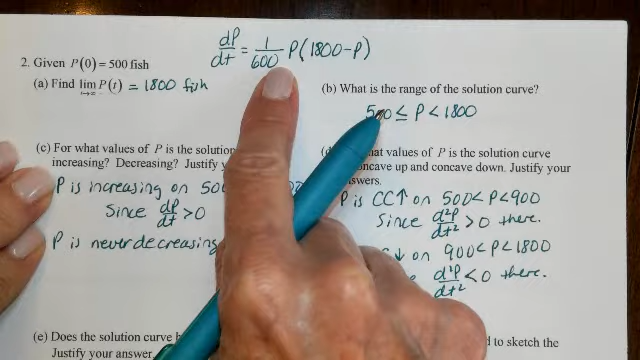 dP/dt = 1/600 P(1800-P)
2. Given P(0) = 500 fish
(a) Find lim t→∞ P(t) = 1800 fish
(b) What is the range of the solution curve?
500 ≤ P < 1800
(c) For what values of P is the solution
increasing? Decreasing? Justify
P is increasing on
Since dP/dt > 0
P is never decreasing
what values of P is the solution curve
concave up and concave down. Justify your
answers.
P is CC↑ on 500<P<900
Since d²P/dt² > 0 there.
↓ on 900<P<1800
d²P/dt² < 0 there.
(e) Does the solution curve
Justify your answer
to sketch the